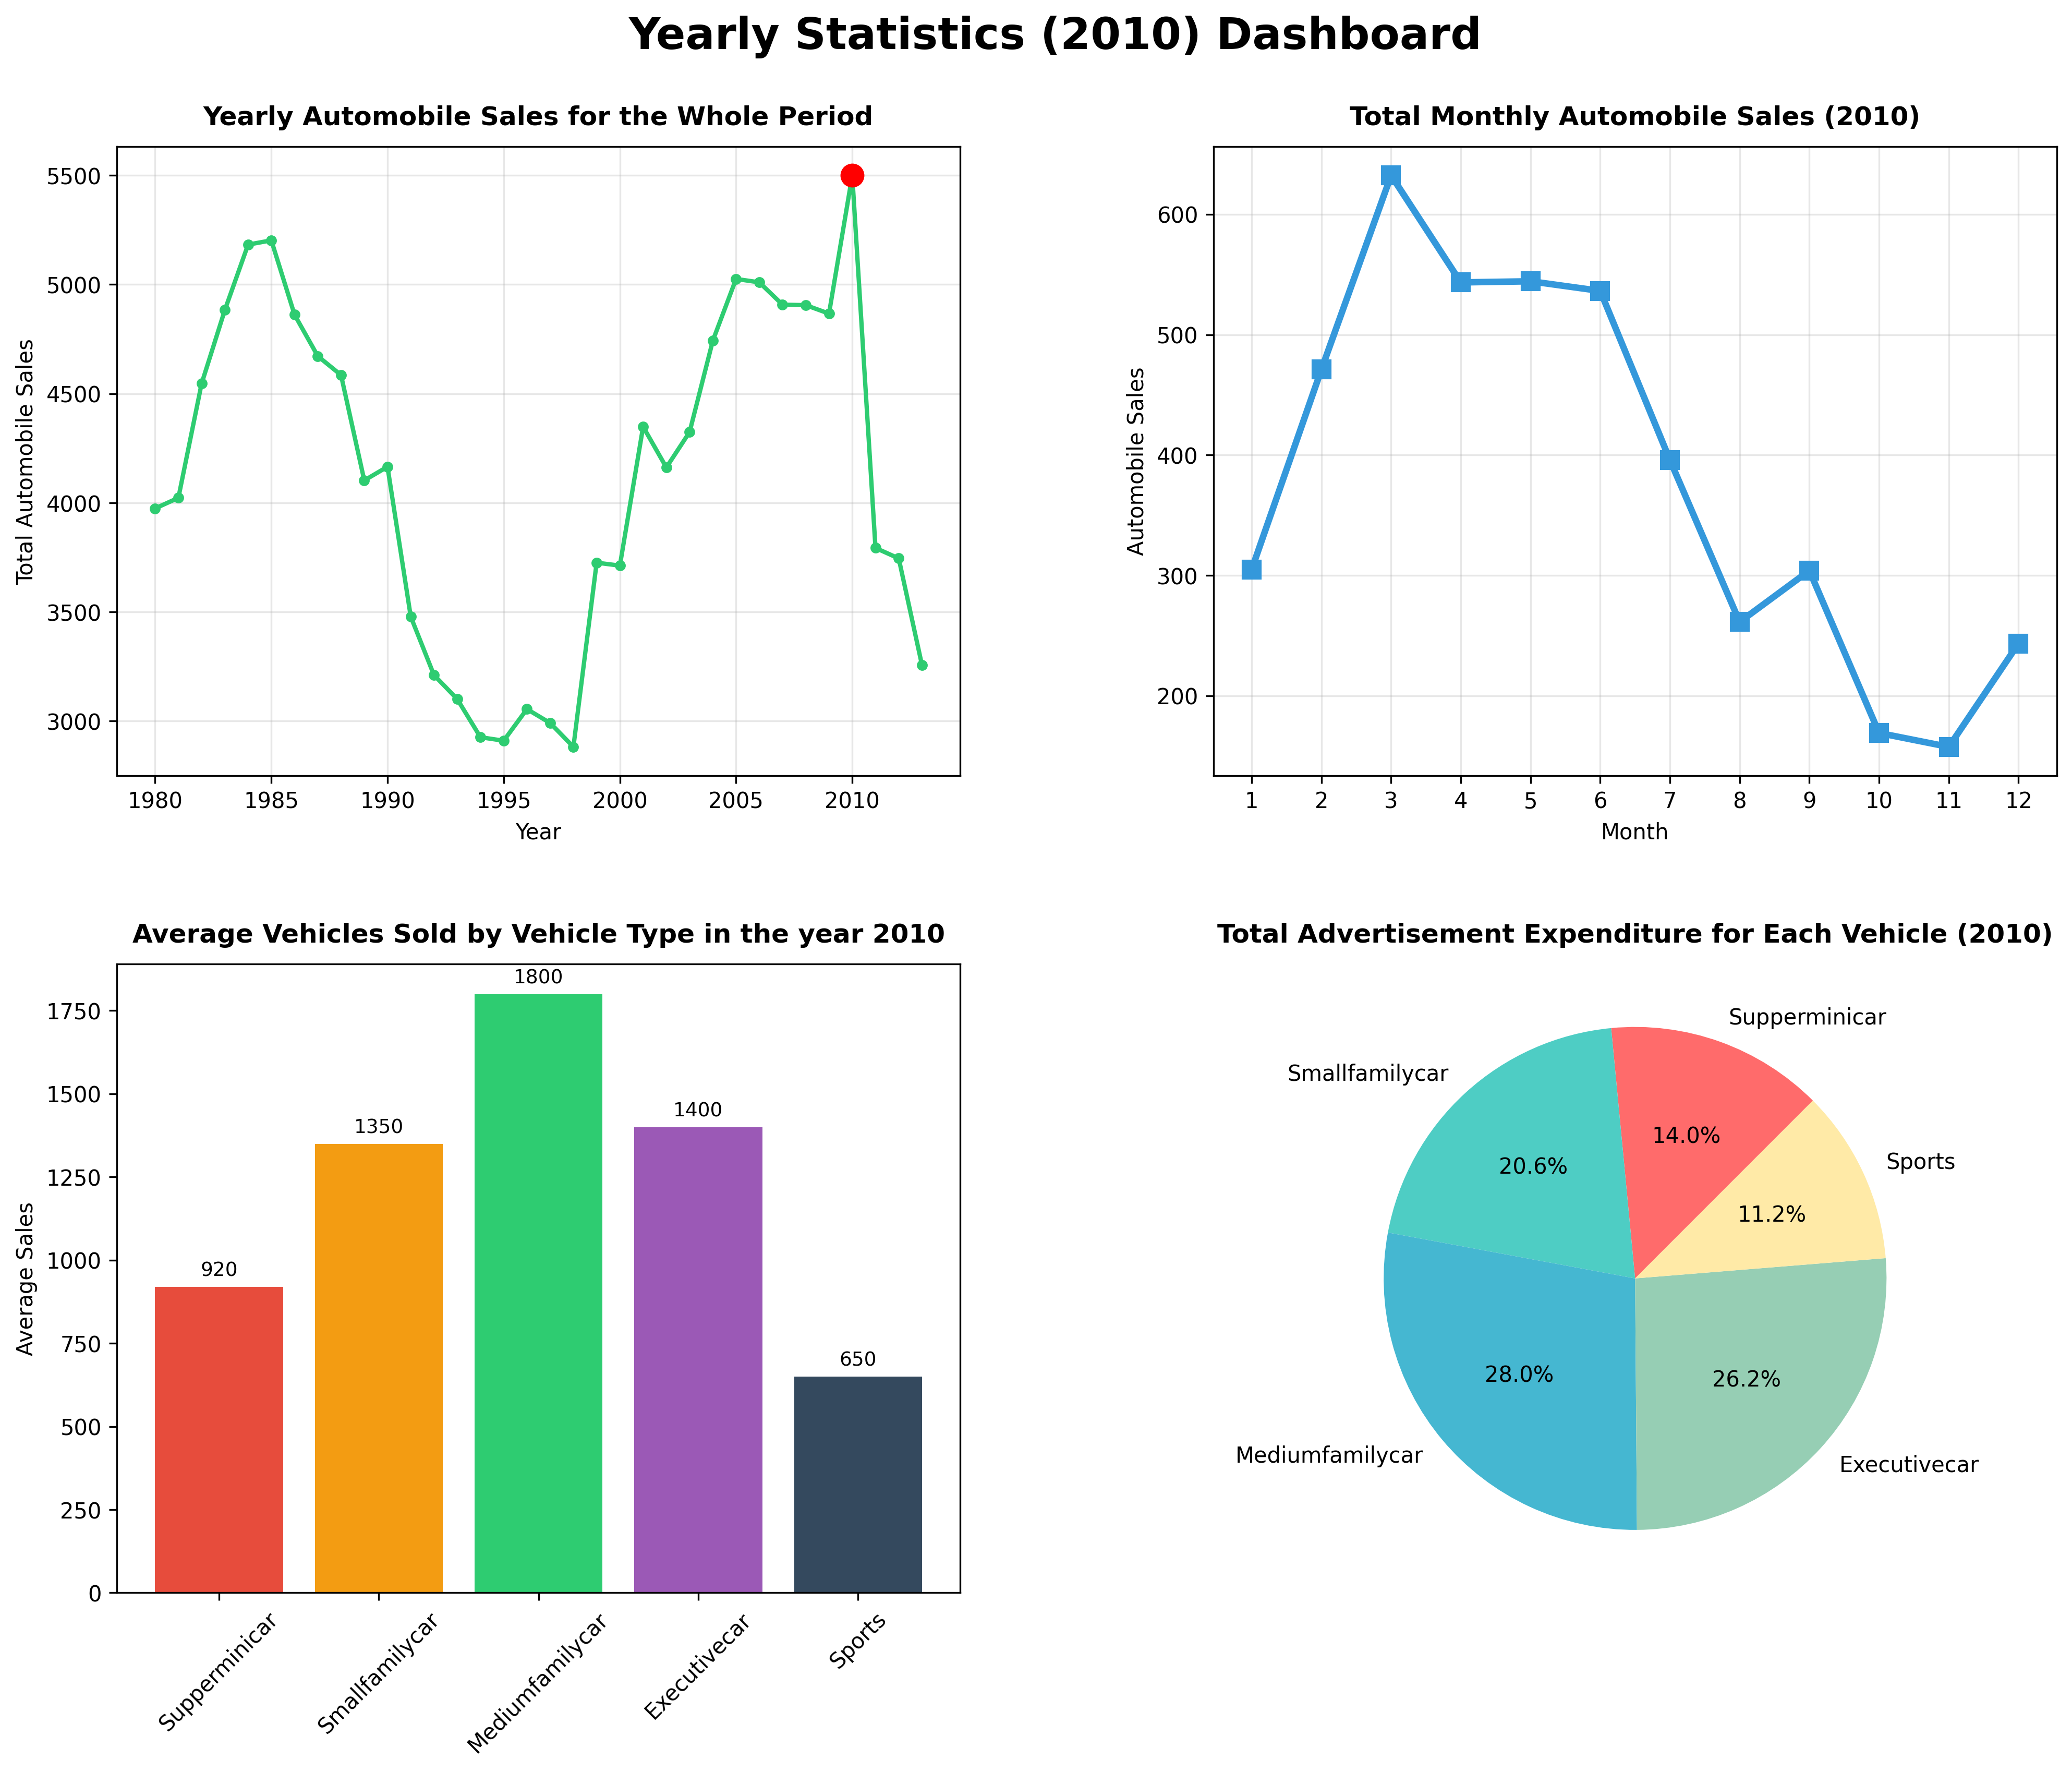 Yearly Statistics (2010) Dashboard
Yearly Automobile Sales for the Whole Period
Total Automobile Sales
5500
5000
4500
4000
3500
3000
1980 1985 1990 1995 2000 2005 2010
Year
Total Monthly Automobile Sales (2010)
Automobile Sales
600
500
400
300
200
1 2 3 4 5 6 7 8 9 10 11 12
Month
Average Vehicles Sold by Vehicle Type in the year 2010
Average Sales
1750
1500
1250
1000
750
500
250
0
920
1350
1800
1400
650
Supperminicar
Smallfamilycar
Mediumfamilycar
Executivecar
Sports
Total Advertisement Expenditure for Each Vehicle (2010)
Supperminicar
14.0%
Smallfamilycar
20.6%
Mediumfamilycar
28.0%
Executivecar
26.2%
Sports
11.2%